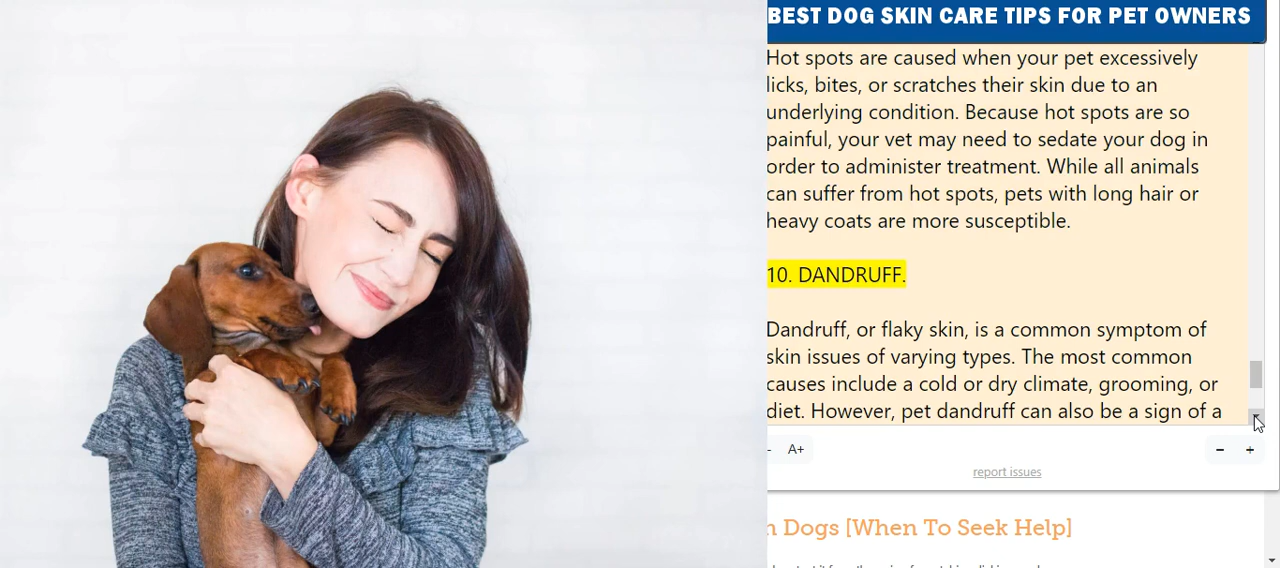 BEST DOG SKIN CARE TIPS FOR PET OWNERS
Hot spots are caused when your pet excessively
licks, bites, or scratches their skin due to an
underlying condition. Because hot spots are so
painful, your vet may need to sedate your dog in
order to administer treatment. While all animals
can suffer from hot spots, pets with long hair or
heavy coats are more susceptible.
10. DANDRUFF.
Dandruff, or flaky skin, is a common symptom of
skin issues of varying types. The most common
causes include a cold or dry climate, grooming, or
diet. However, pet dandruff can also be a sign of a
- A+
− +
report issues
Dogs [When To Seek Help]